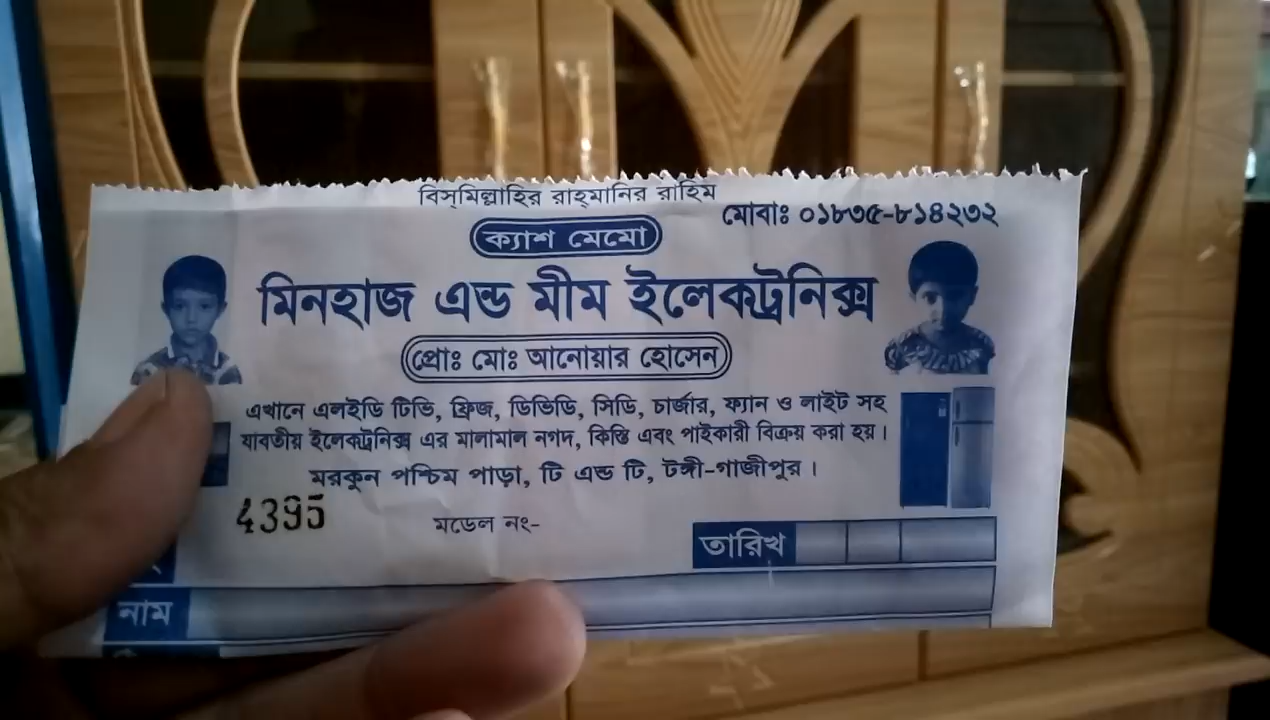 বিস্‌মিল্লাহির রাহ্‌মানির রাহিম
মোবাঃ ০১৮৩৫-৮১৪২৩২
ক্যাশ মেমো
মিনহাজ এন্ড মীম ইলেকট্রনিক্স
প্রোঃ মোঃ আনোয়ার হোসেন
এখানে এলইডি টিভি, ফ্রিজ, ডিভিডি, সিডি, চার্জার, ফ্যান ও লাইট সহ
যাবতীয় ইলেকট্রনিক্স এর মালামাল নগদ, কিস্তি এবং পাইকারী বিক্রয় করা হয়।
মরকুন পশ্চিম পাড়া, টি এন্ড টি, টঙ্গী-গাজীপুর।
4395
মডেল নং-
তারিখ
নাম